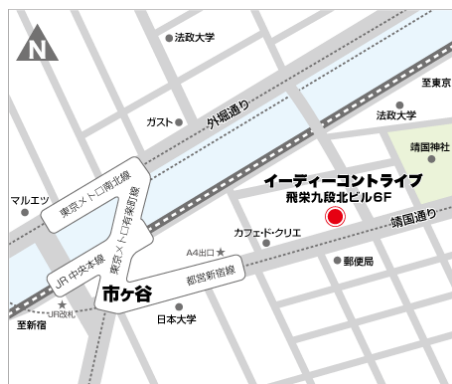 N
法政大学
至東京
外堀通り
ガスト
法政大学
靖国神社
東京メトロ南北線
イーディーコントライブ
飛栄九段北ビル6F
マルエツ
東京メトロ有楽町線
靖国通り
カフェ・ド・クリエ
A4出口★
JR中央本線
郵便局
都営新宿線
市ヶ谷
★
JR改札
日本大学
至新宿